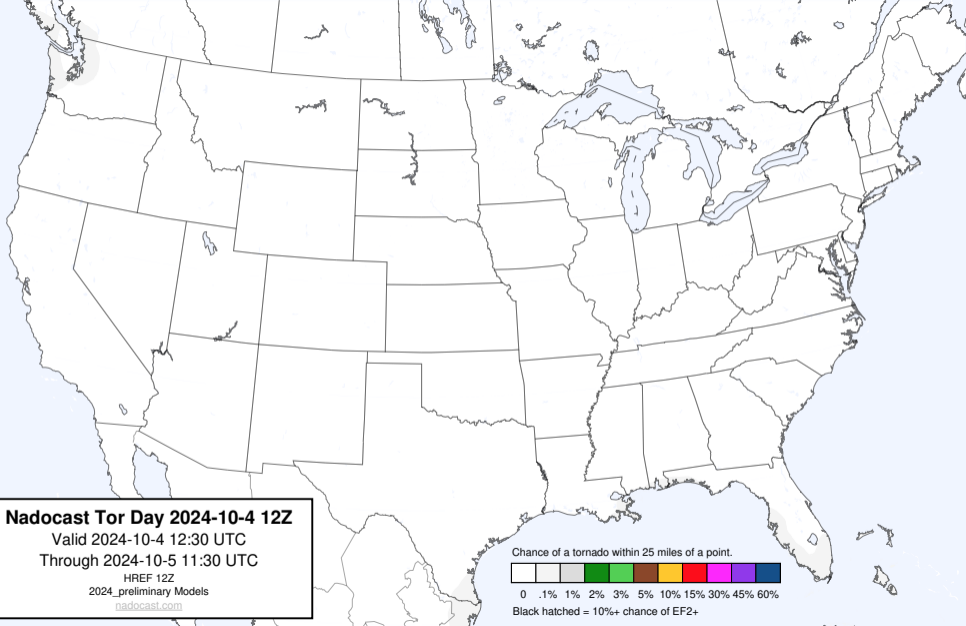 Nadocast Tor Day 2024-10-4 12Z
Valid 2024-10-4 12:30 UTC
Through 2024-10-5 11:30 UTC
HREF 12Z
2024_preliminary Models
nadocast.com
Chance of a tornado within 25 miles of a point.
0 .1% 1% 2% 3% 5% 10% 15% 30% 45% 60%
Black hatched = 10%+ chance of EF2+